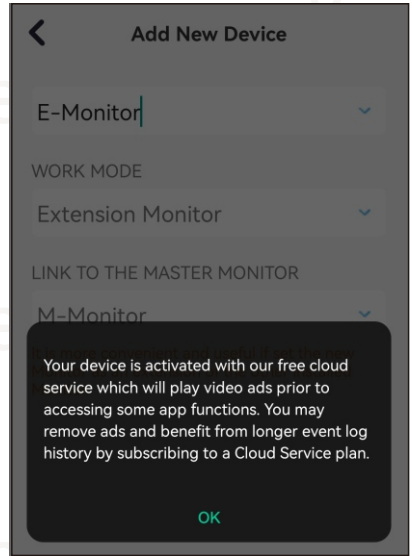 Add New Device
E-Monitor
WORK MODE
Extension Monitor
LINK TO THE MASTER MONITOR
M-Monitor
Your device is activated with our free cloud
service which will play video ads prior to
accessing some app functions. You may
remove ads and benefit from longer event log
history by subscribing to a Cloud Service plan.
OK